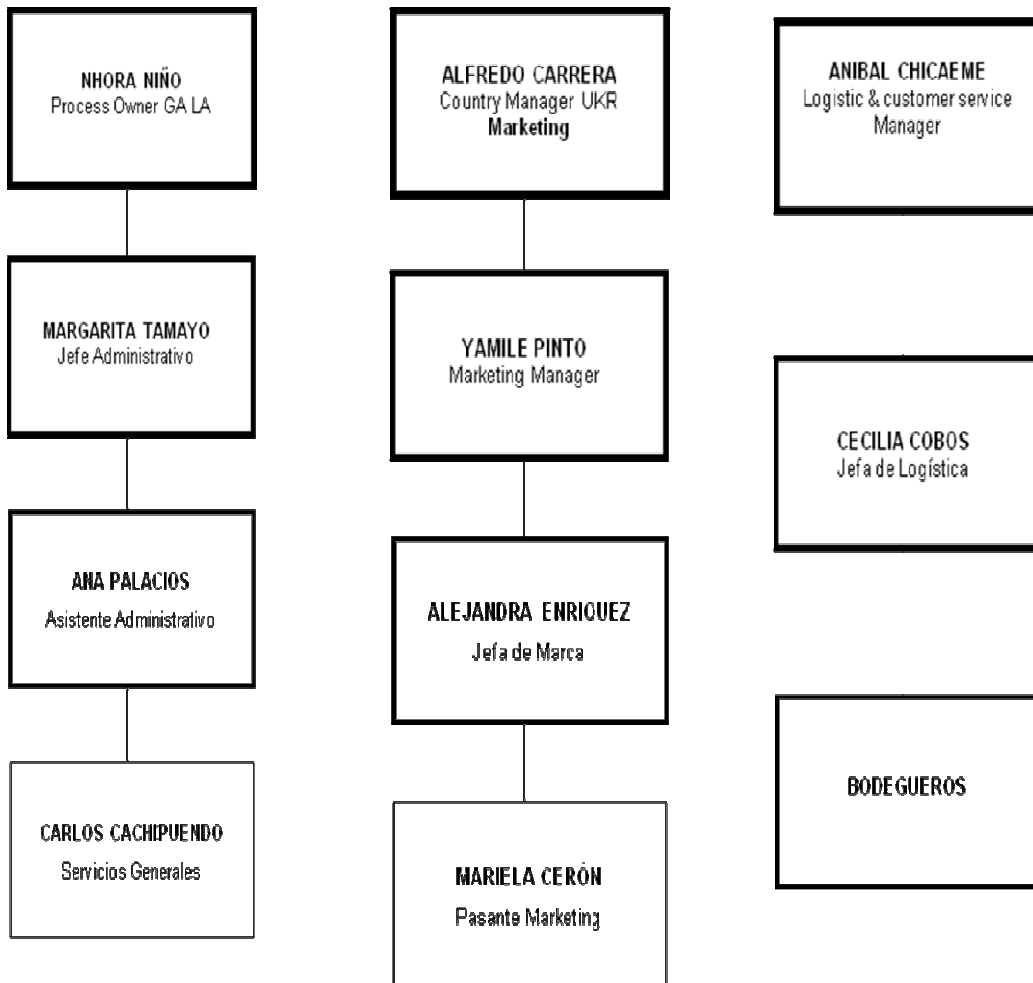 NHORA NIÑO
Process Owner GA LA
MARGARITA TAMAYO
Jefe Administrativo
ANA PALACIOS
Asistente Administrativo
CARLOS CACHIPUENDO
Servicios Generales
ALFREDO CARRERA
Country Manager UKR
Marketing
YAMILE PINTO
Marketing Manager
ALEJANDRA ENRIQUEZ
Jefa de Marca
MARIELA CERÓN
Pasante Marketing
ANIBAL CHICAEME
Logistic & customer service
Manager
CECILIA COBOS
Jefa de Logística
BODEGUEROS